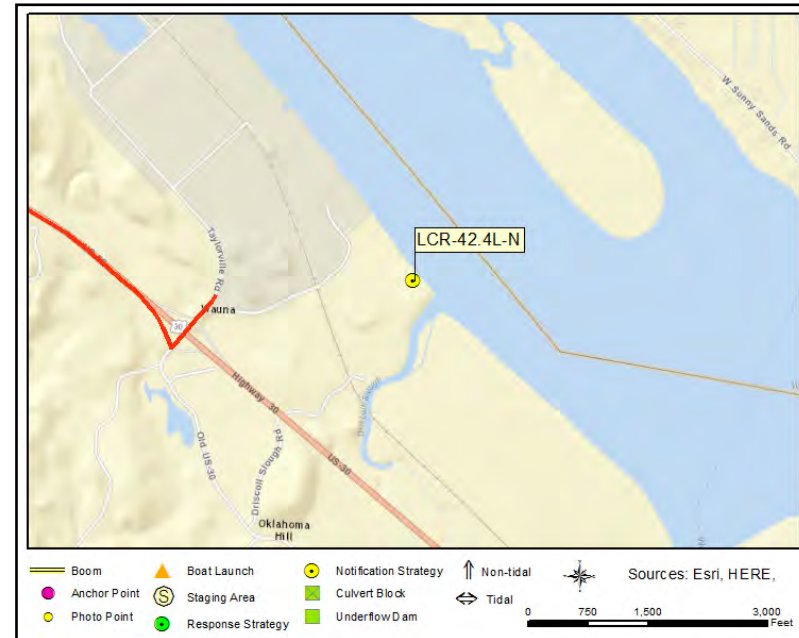 W Sunny Sands Rd
LCR-42.4L-N
Taylorville Rd
Wauna
30
Highway 30
US-30
Old US-30
Driscoll Slough Rd
Driscoll Slough
Oklahoma
Hill
Boom
Boat Launch
Notification Strategy
Non-tidal
Sources: Esri, HERE,
Anchor Point
S
Staging Area
Culvert Block
Tidal
Photo Point
Response Strategy
Underflow Dam
0 750 1,500 3,000
Feet